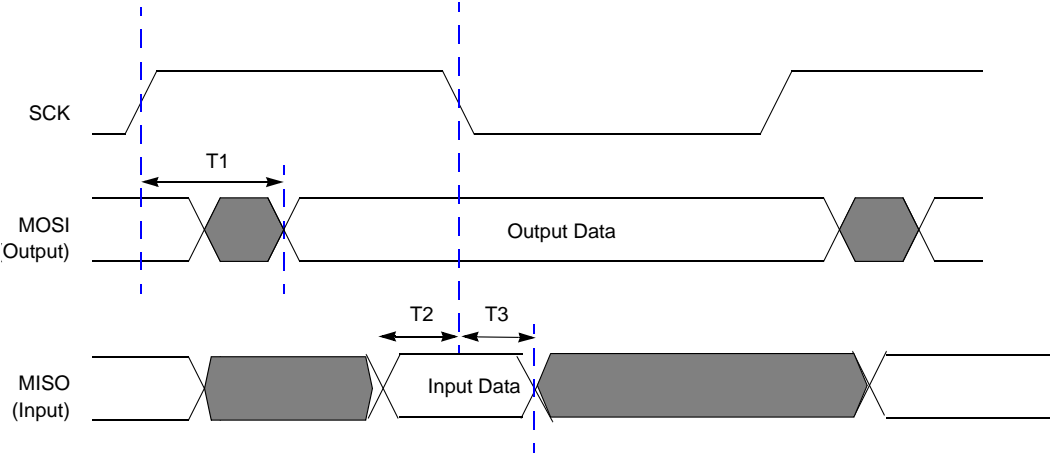 SCK
T1
MOSI
(Output)
Output Data
T2
T3
MISO
(Input)
Input Data